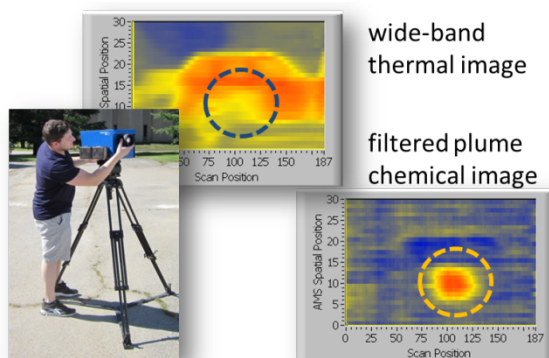 wide-band
thermal image
30
25
20
15
10
Spatial Position
50 75 100 125 150 187
Scan Position
filtered plume
chemical image
30
25
20
15
10
5
0
AMS Spatial Position
0 25 50 75 100 125 150 187
Scan Position